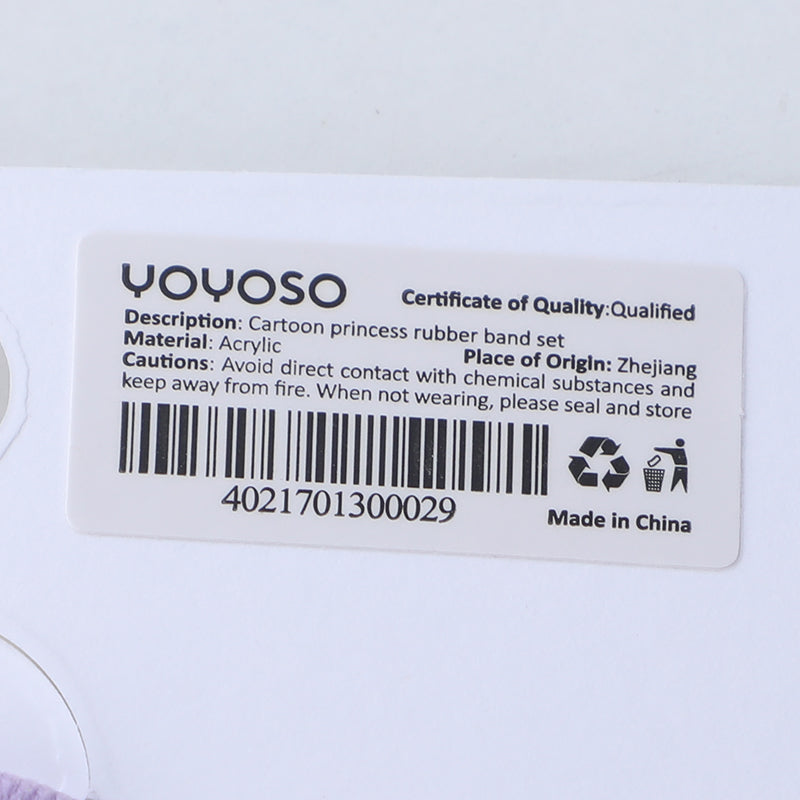 YOYOSO
Certificate of Quality:Qualified
Description: Cartoon princess rubber band set
Material: Acrylic
Place of Origin: Zhejiang
Cautions: Avoid direct contact with chemical substances and
keep away from fire. When not wearing, please seal and store
4021701300029
Made in China